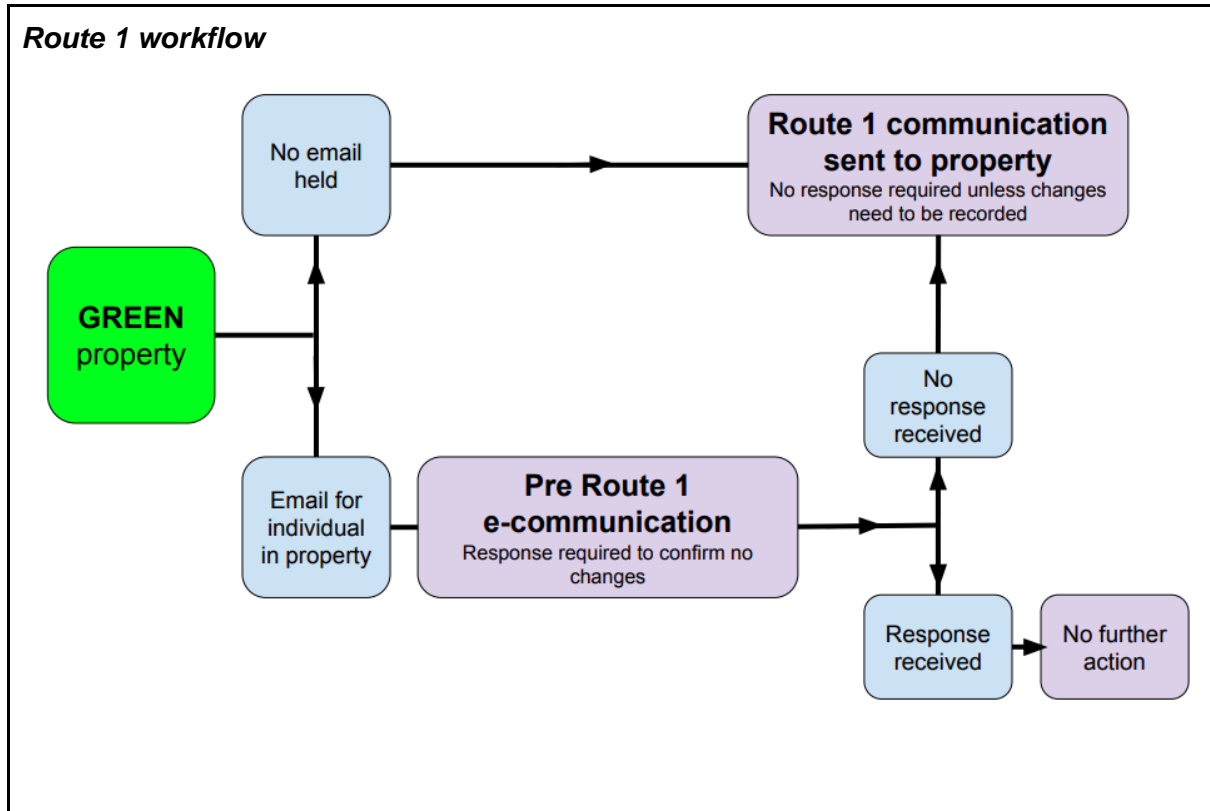 Route 1 workflow
No email
held
Route 1 communication
sent to property
No response required unless changes
need to be recorded
GREEN
property
No
response
received
Email for
individual
in property
Pre Route 1
e-communication
Response required to confirm no
changes
Response
received
No further
action